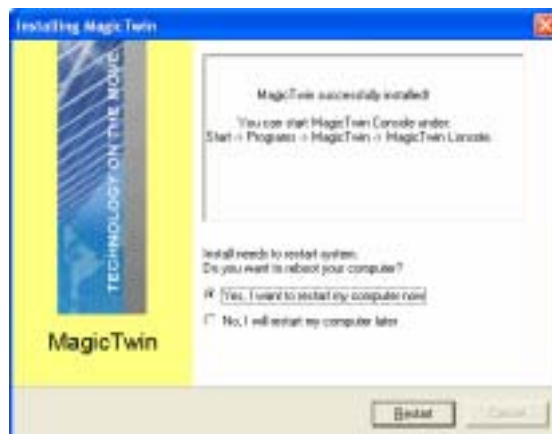 Installing MagicTwin
TECHNOLOGY ON THE MOVE
MagicTwin
MagicTwin successfully installed!
You can start MagicTwin Console under:
Start -> Programs -> MagicTwin -> MagicTwin Console.
Install needs to restart system.
Do you want to reboot your computer?
Yes, I want to restart my computer now
No, I will restart my computer later
Restart
Cancel